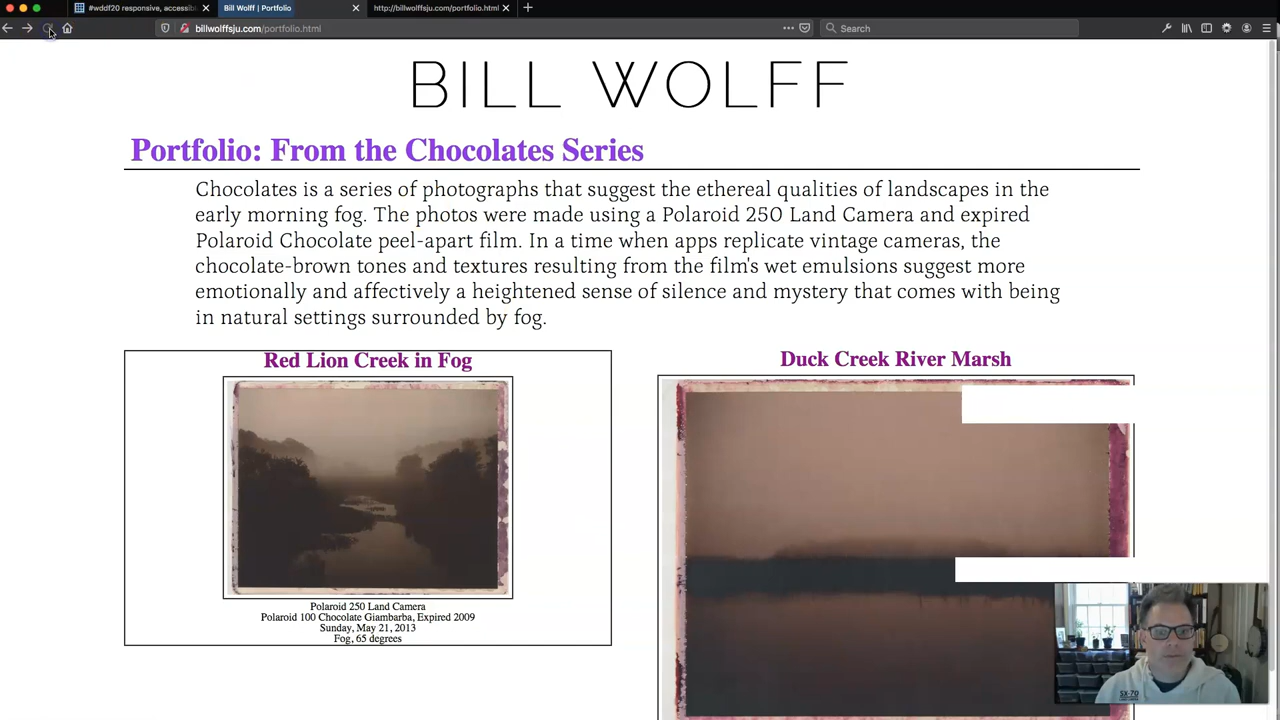 #wddf20 responsive, accessibl
Bill Wolff | Portfolio
http://billwolffsju.com/portfolio.html
billwolffsju.com/portfolio.html
Search
BILL WOLFF
Portfolio: From the Chocolates Series
Chocolates is a series of photographs that suggest the ethereal qualities of landscapes in the
early morning fog. The photos were made using a Polaroid 250 Land Camera and expired
Polaroid Chocolate peel-apart film. In a time when apps replicate vintage cameras, the
chocolate-brown tones and textures resulting from the film's wet emulsions suggest more
emotionally and affectively a heightened sense of silence and mystery that comes with being
in natural settings surrounded by fog.
Red Lion Creek in Fog
Polaroid 250 Land Camera
Polaroid 100 Chocolate Giambarba, Expired 2009
Sunday, May 21, 2013
Fog, 65 degrees
Duck Creek River Marsh
SX-70